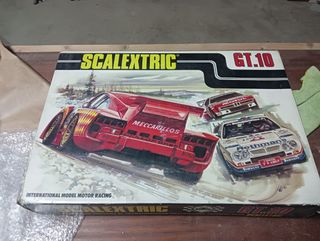 SCALEXTRIC
GT.10
MECCARILLOS
Rothmans
INTERNATIONAL MODEL MOTOR RACING
SCALEXTRIC